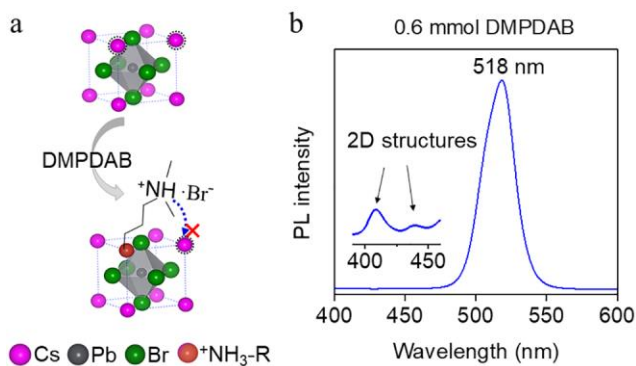 a
DMPDAB
⁺NH ·Br⁻
Cs Pb Br ⁺NH₃-R
b
0.6 mmol DMPDAB
518 nm
2D structures
PL intensity
400 450
400 450 500 550 600
Wavelength (nm)